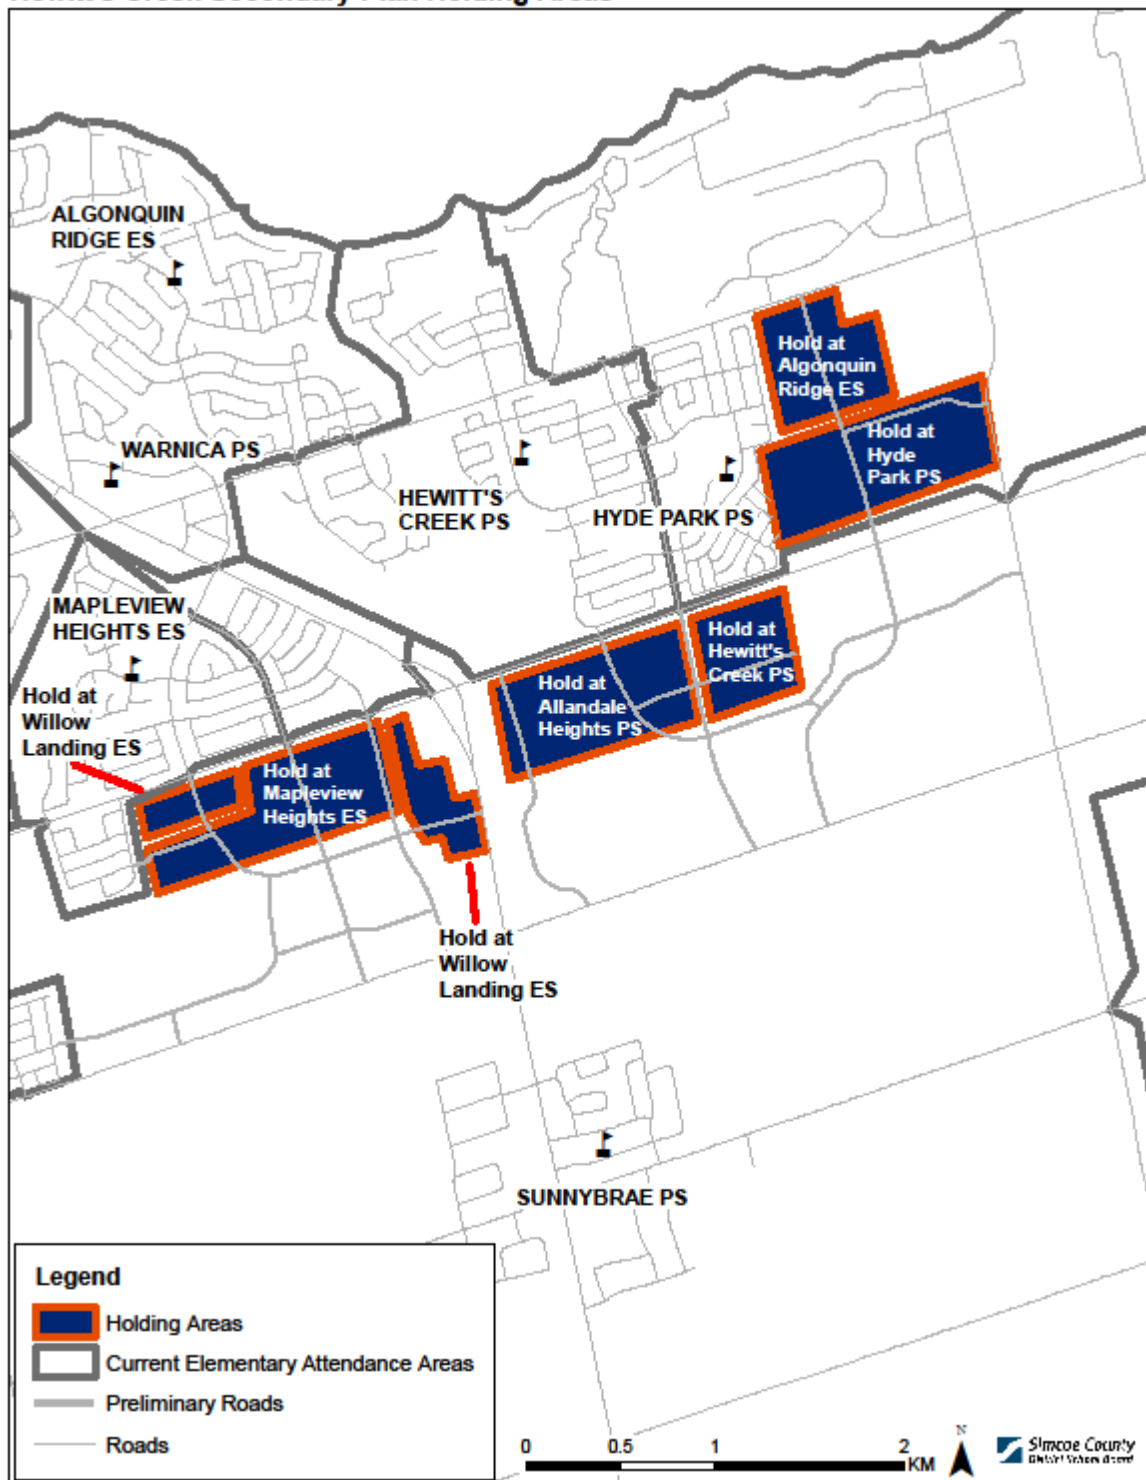 ALGONQUIN
RIDGE ES
Hold at
Algonquin
Ridge ES
WARNICA PS
Hold at
Hyde
Park PS
HEWITT'S
CREEK PS
HYDE PARK PS
MAPLEVIEW
HEIGHTS ES
Hold at
Hewitt's
Creek PS
Hold at
Willow
Landing ES
Hold at
Allandale
Heights PS
Hold at
Mapleview
Heights ES
Hold at
Willow
Landing ES
SUNNYBRAE PS
Legend
Holding Areas
Current Elementary Attendance Areas
Preliminary Roads
Roads
0 0.5 1 2
KM
N
Simcoe County
District School Board